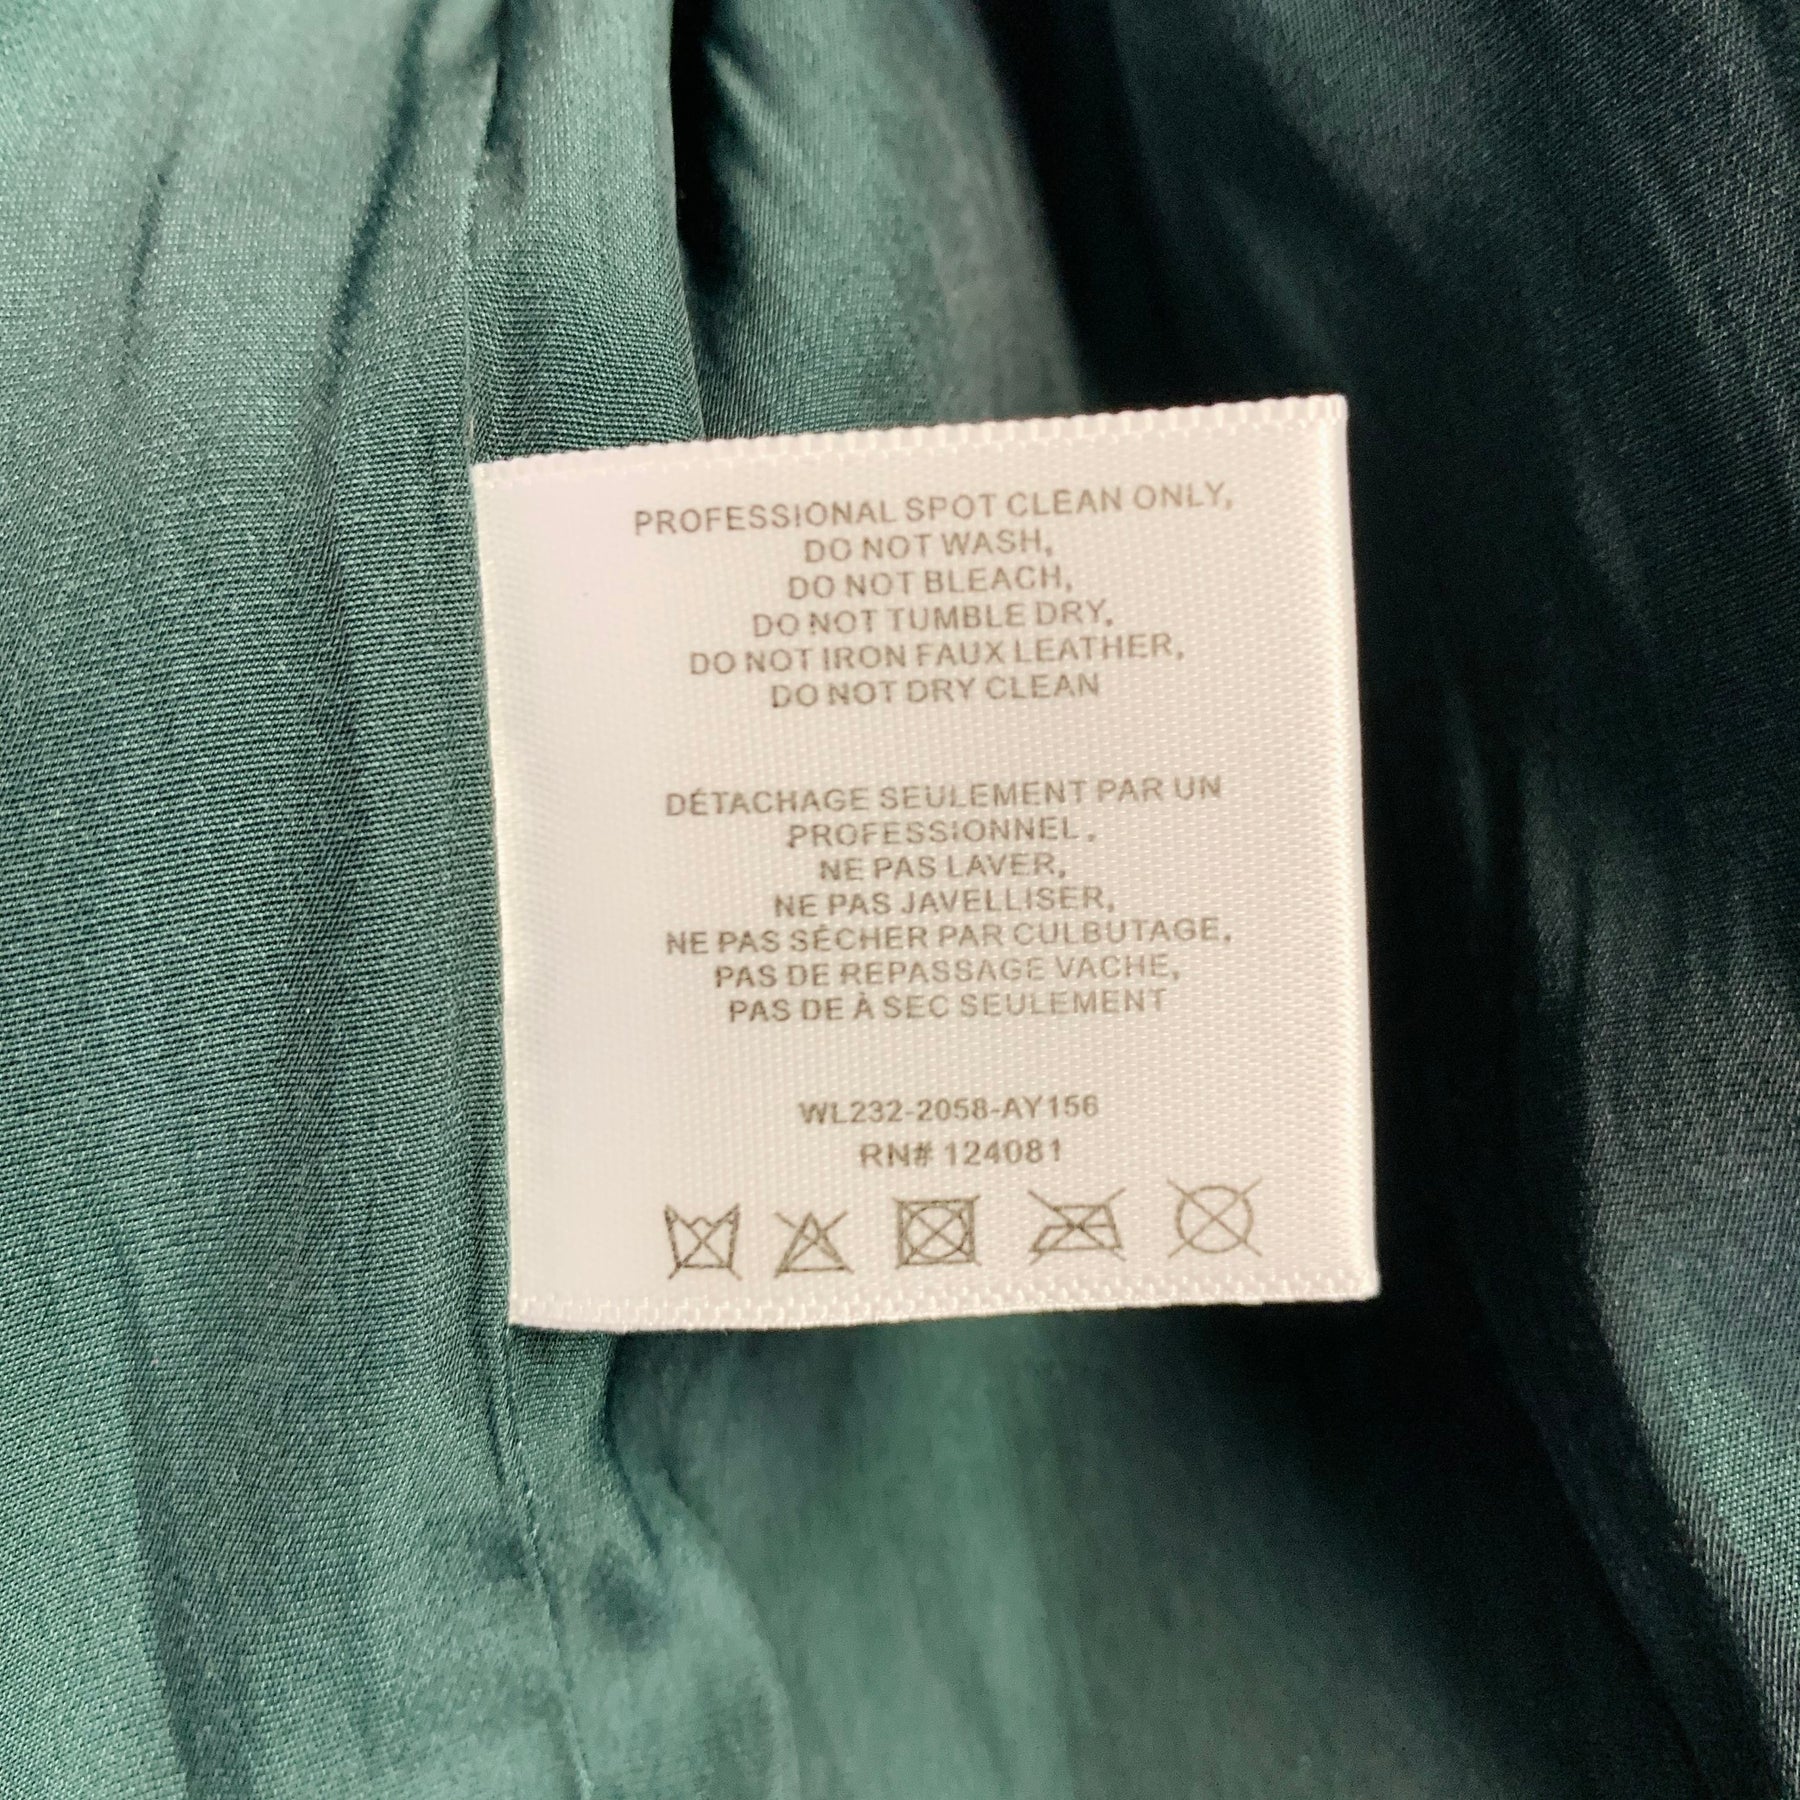 PROFESSIONAL SPOT CLEAN ONLY,
DO NOT WASH,
DO NOT BLEACH,
DO NOT TUMBLE DRY,
DO NOT IRON FAUX LEATHER,
DO NOT DRY CLEAN
DÉTACHAGE SEULEMENT PAR UN
PROFESSIONNEL,
NE PAS LAVER,
NE PAS JAVELLISER,
NE PAS SÉCHER PAR CULBUTAGE,
PAS DE REPASSAGE VACHE,
PAS DE À SEC SEULEMENT
WL232-2058-AY156
RN# 124081